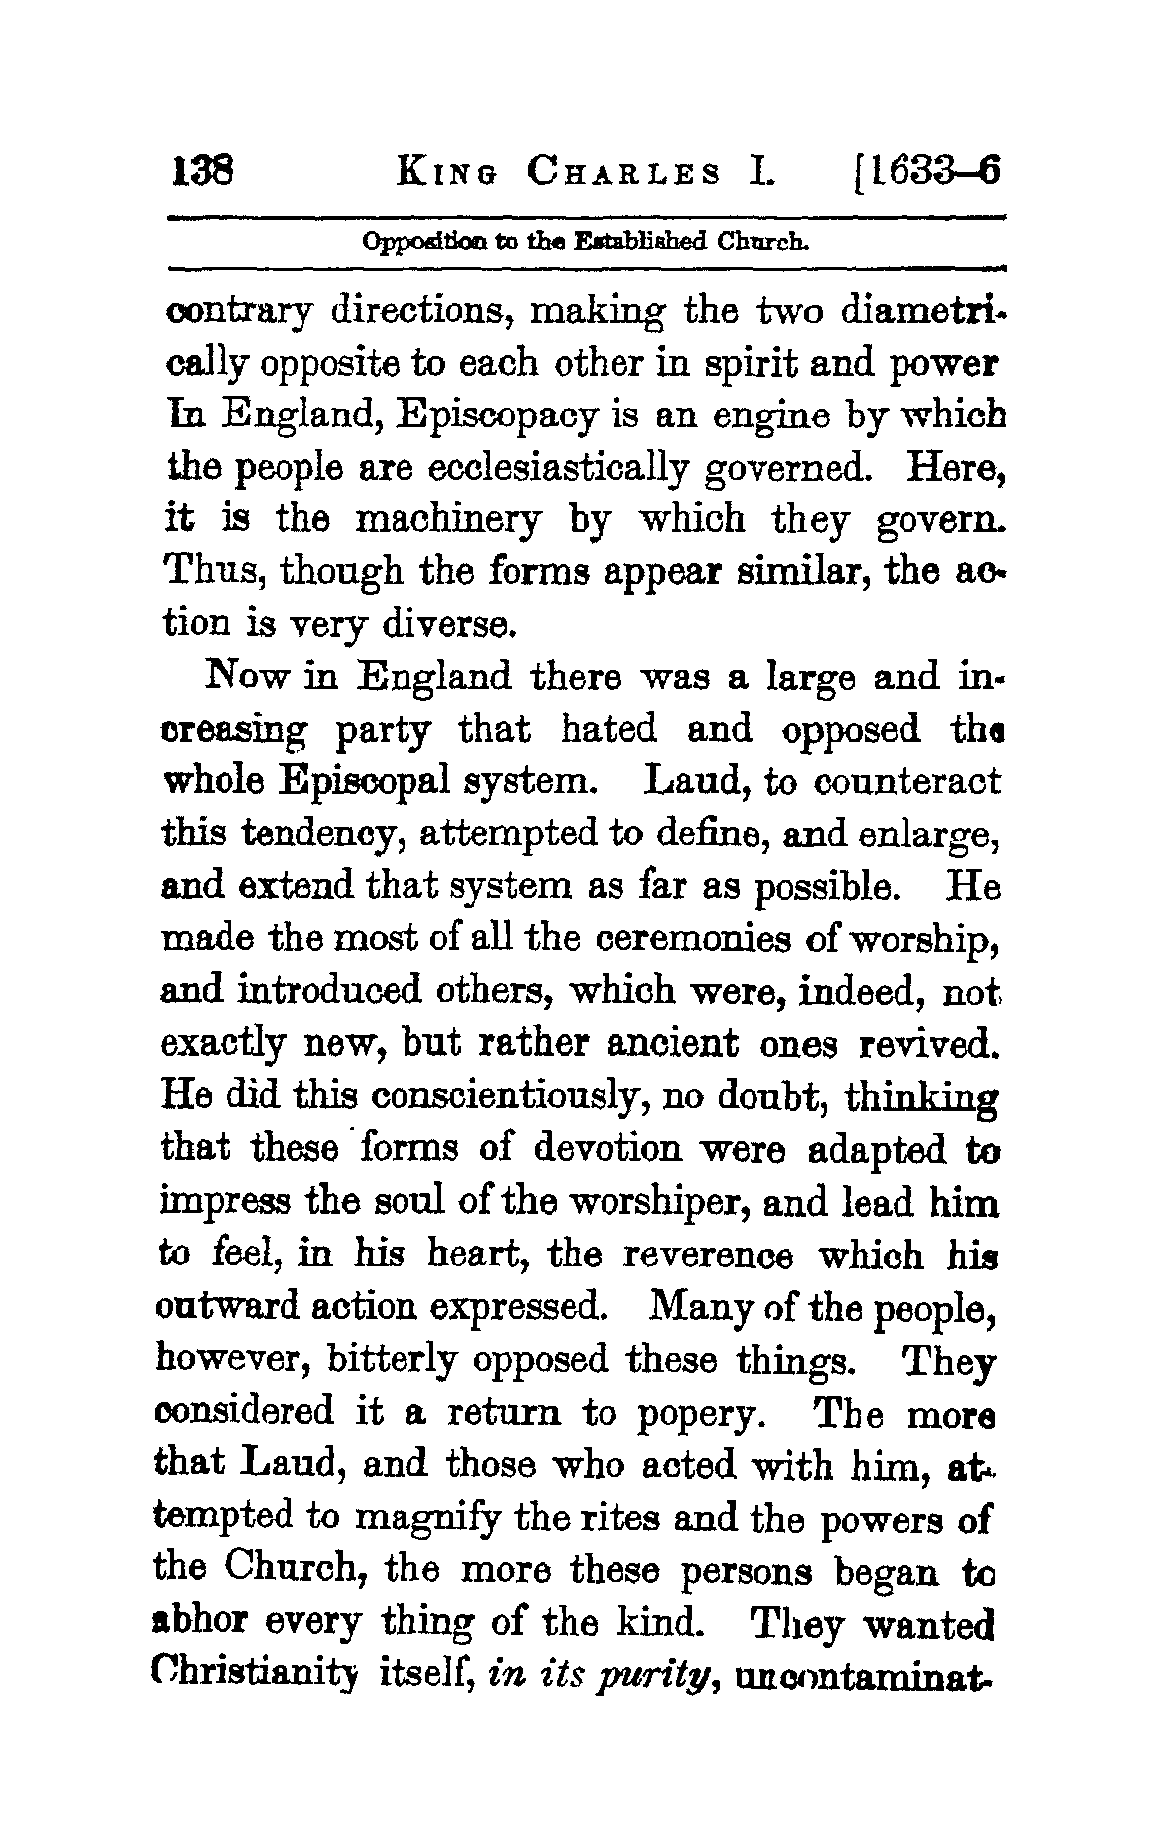 138 KING CHARLES I. [1633–6
Opposition to the Established Church.
contrary directions, making the two diametri-
cally opposite to each other in spirit and power
In England, Episcopacy is an engine by which
the people are ecclesiastically governed. Here,
it is the machinery by which they govern.
Thus, though the forms appear similar, the ac-
tion is very diverse.
Now in England there was a large and in-
creasing party that hated and opposed the
whole Episcopal system. Laud, to counteract
this tendency, attempted to define, and enlarge,
and extend that system as far as possible. He
made the most of all the ceremonies of worship,
and introduced others, which were, indeed, not
exactly new, but rather ancient ones revived.
He did this conscientiously, no doubt, thinking
that these forms of devotion were adapted to
impress the soul of the worshiper, and lead him
to feel, in his heart, the reverence which his
outward action expressed. Many of the people,
however, bitterly opposed these things. They
considered it a return to popery. The more
that Laud, and those who acted with him, at-
tempted to magnify the rites and the powers of
the Church, the more these persons began to
abhor every thing of the kind. They wanted
Christianity itself, in its purity, uncontaminat-